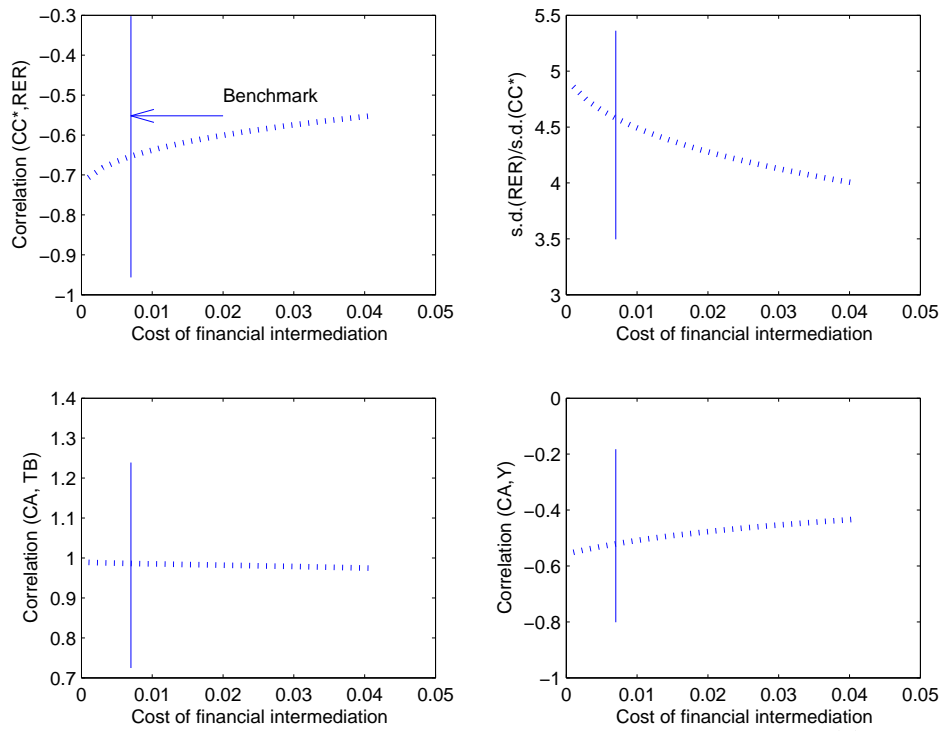 −0.3
−0.4
−0.5
−0.6
−0.7
−0.8
−0.9
−1
Correlation (CC*,RER)
Benchmark
0 0.01 0.02 0.03 0.04 0.05
Cost of financial intermediation
5.5
5
4.5
4
3.5
3
s.d.(RER)/s.d.(CC*)
0 0.01 0.02 0.03 0.04 0.05
Cost of financial intermediation
1.4
1.3
1.2
1.1
1
0.9
0.8
0.7
Correlation (CA, TB)
0 0.01 0.02 0.03 0.04 0.05
Cost of financial intermediation
0
−0.2
−0.4
−0.6
−0.8
−1
Correlation (CA,Y)
0 0.01 0.02 0.03 0.04 0.05
Cost of financial intermediation